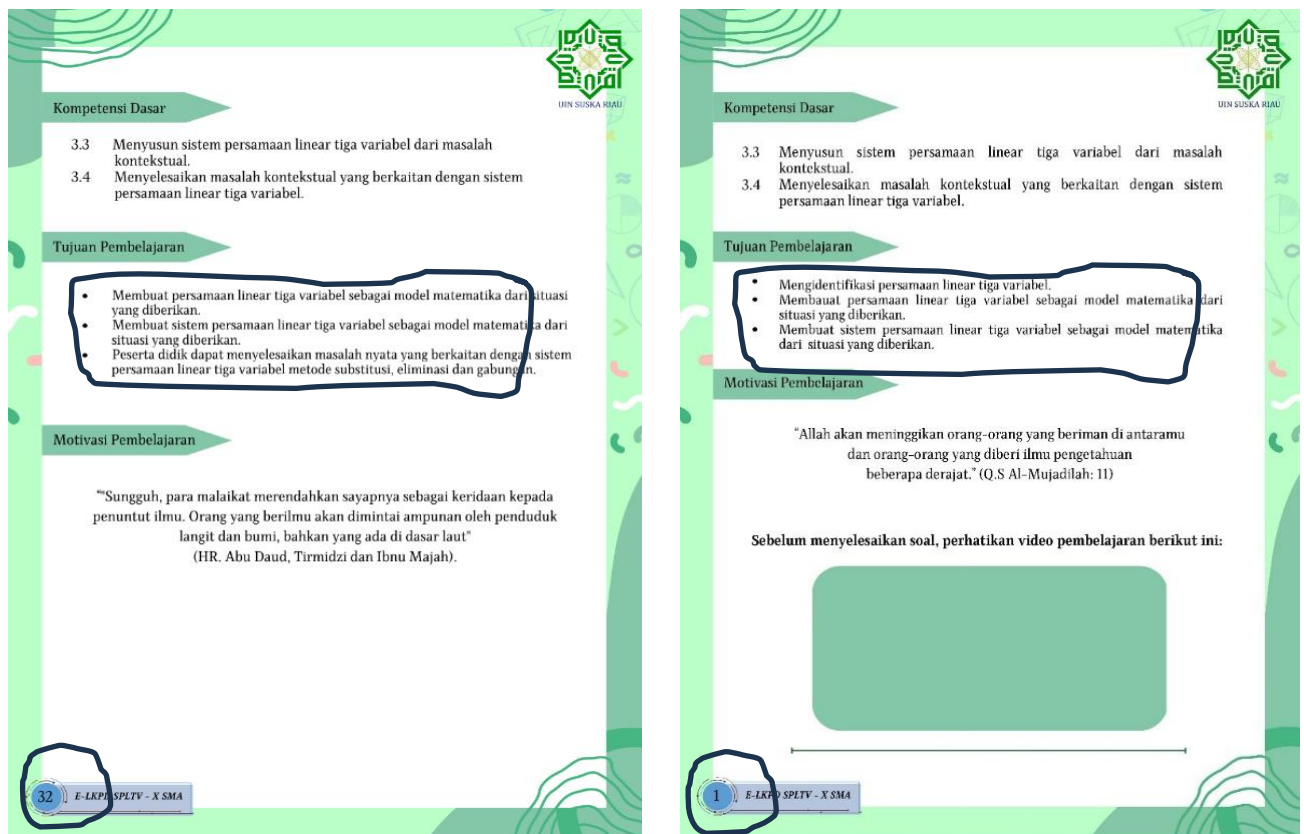 UIN SUSKA RIAU
Kompetensi Dasar
3.3 Menyusun sistem persamaan linear tiga variabel dari masalah
kontekstual.
3.4 Menyelesaikan masalah kontekstual yang berkaitan dengan sistem
persamaan linear tiga variabel.
Tujuan Pembelajaran
• Membuat persamaan linear tiga variabel sebagai model matematika dari situasi
yang diberikan.
• Membuat sistem persamaan linear tiga variabel sebagai model matematika dari
situasi yang diberikan.
• Peserta didik dapat menyelesaikan masalah nyata yang berkaitan dengan sistem
persamaan linear tiga variabel metode substitusi, eliminasi dan gabungan.
Motivasi Pembelajaran
"“Sungguh, para malaikat merendahkan sayapnya sebagai keridaan kepada
penuntut ilmu. Orang yang berilmu akan dimintai ampunan oleh penduduk
langit dan bumi, bahkan yang ada di dasar laut"
(HR. Abu Daud, Tirmidzi dan Ibnu Majah).
32 E-LKPD SPLTV - X SMA
UIN SUSKA RIAU
Kompetensi Dasar
3.3 Menyusun sistem persamaan linear tiga variabel dari masalah
kontekstual.
3.4 Menyelesaikan masalah kontekstual yang berkaitan dengan sistem
persamaan linear tiga variabel.
Tujuan Pembelajaran
• Mengidentifikasi persamaan linear tiga variabel.
• Membauat persamaan linear tiga variabel sebagai model matematika dari
situasi yang diberikan.
• Membuat sistem persamaan linear tiga variabel sebagai model matematika
dari situasi yang diberikan.
Motivasi Pembelajaran
“Allah akan meninggikan orang-orang yang beriman di antaramu
dan orang-orang yang diberi ilmu pengetahuan
beberapa derajat.” (Q.S Al-Mujadilah: 11)
Sebelum menyelesaikan soal, perhatikan video pembelajaran berikut ini:
1 E-LKPD SPLTV - X SMA